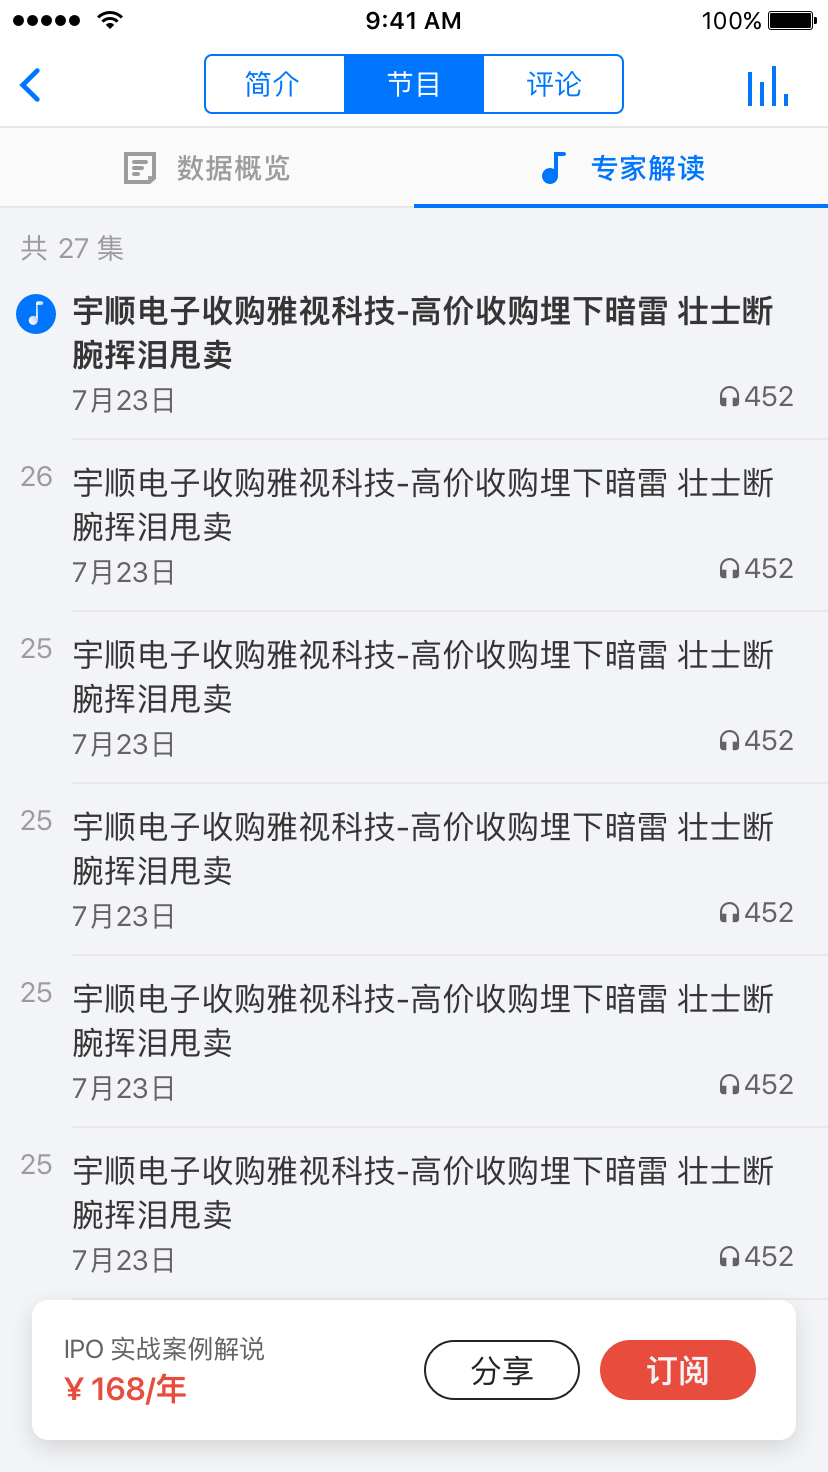 9:41 AM
100%
简介 节目 评论
数据概览 专家解读
共 27 集
宇顺电子收购雅视科技-高价收购埋下暗雷 壮士断
腕挥泪甩卖
7月23日 452
26 宇顺电子收购雅视科技-高价收购埋下暗雷 壮士断
腕挥泪甩卖
7月23日 452
25 宇顺电子收购雅视科技-高价收购埋下暗雷 壮士断
腕挥泪甩卖
7月23日 452
25 宇顺电子收购雅视科技-高价收购埋下暗雷 壮士断
腕挥泪甩卖
7月23日 452
25 宇顺电子收购雅视科技-高价收购埋下暗雷 壮士断
腕挥泪甩卖
7月23日 452
25 宇顺电子收购雅视科技-高价收购埋下暗雷 壮士断
腕挥泪甩卖
7月23日 452
IPO 实战案例解说
¥ 168/年
分享 订阅